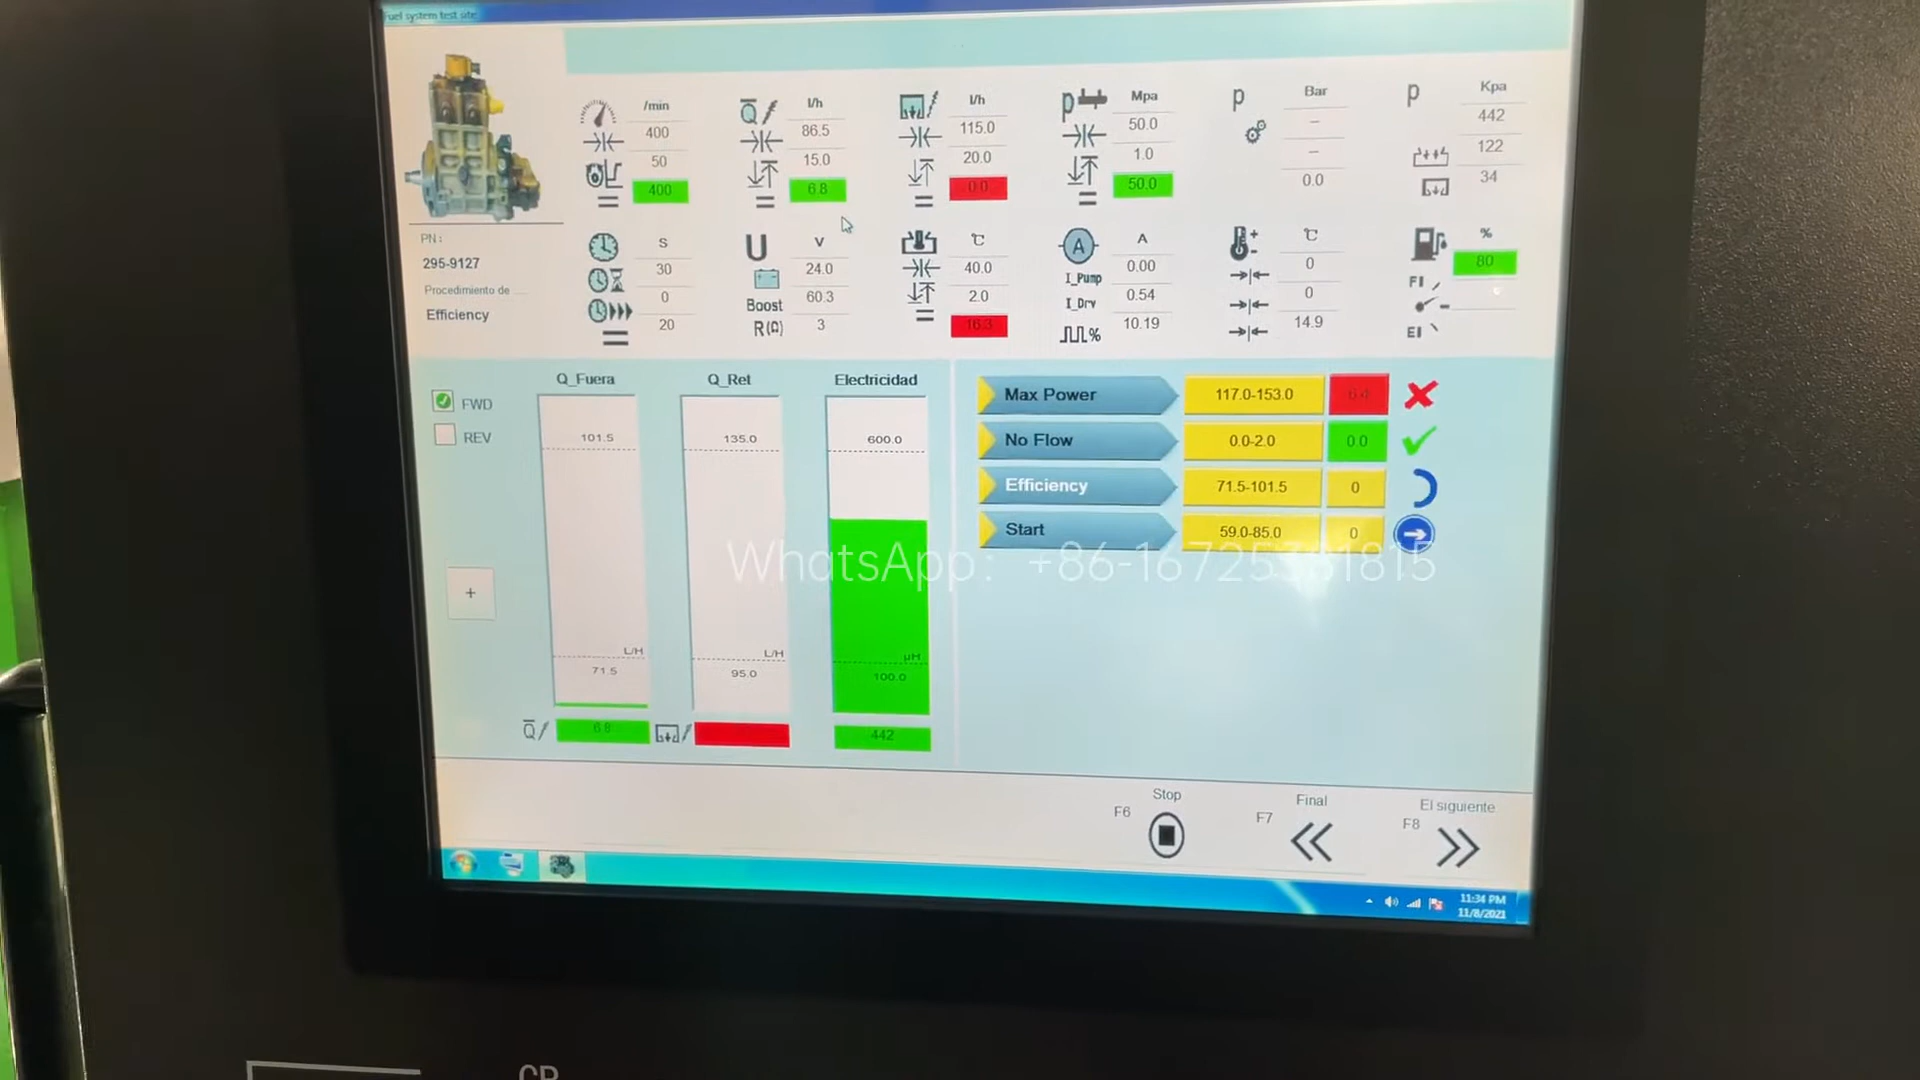 Fuel system test site
/min
400
50
400
l/h
86.5
15.0
6.8
l/h
115.0
20.0
0.0
P
Mpa
50.0
1.0
50.0
P
Bar
–
–
0.0
P
Kpa
442
122
34
PN:
295-9127
Procedimiento de ....
Efficiency
S
30
0
20
U
V
24.0
Boost
60.3
R(Ω)
3
℃
40.0
2.0
16.3
A
A
I_Pump
0.00
I_Drv
0.54
%
10.19
℃
0
0
14.9
%
80
FI
EI
FWD
REV
+
Q_Fuera
101.5
L/H
71.5
Q/
6.8
Q_Ret
135.0
L/H
95.0
Electricidad
600.0
µH
100.0
442
Max Power 117.0-153.0
No Flow 0.0-2.0 0.0
Efficiency 71.5-101.5 0
Start 59.0-85.0 0
WhatsApp: +86-16725381815
F6 Stop
F7 Final
F8 El siguiente
11:34 PM
11/8/2021
CR